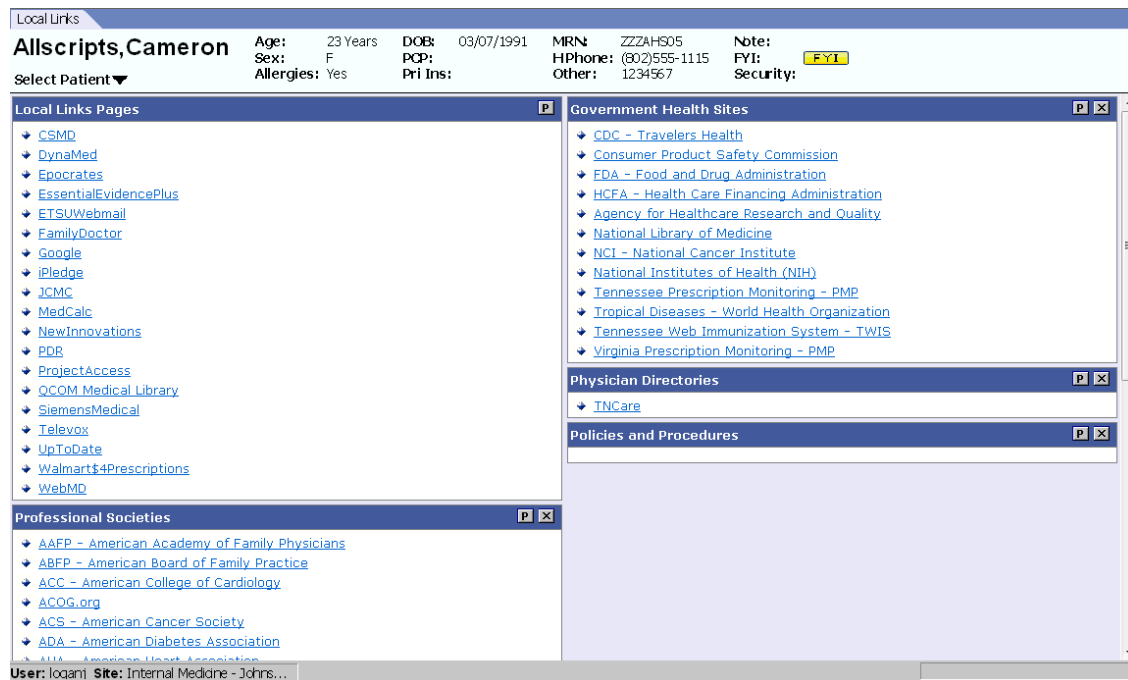 Local Links
Allscripts,Cameron
Select Patient
Age: 23 Years DOB: 03/07/1991 MRN: ZZZAHS05 Note:
Sex: F PCP: HPhone: (802)555-1115 FYI: FYI
Allergies: Yes Pri Ins: Other: 1234567 Security:
Local Links Pages P
CSMD
DynaMed
Epocrates
EssentialEvidencePlus
ETSUWebmail
FamilyDoctor
Google
iPledge
JCMC
MedCalc
NewInnovations
PDR
ProjectAccess
QCOM Medical Library
SiemensMedical
Televox
UpToDate
Walmart$4Prescriptions
WebMD
Professional Societies P X
AAFP - American Academy of Family Physicians
ABFP - American Board of Family Practice
ACC - American College of Cardiology
ACOG.org
ACS - American Cancer Society
ADA - American Diabetes Association
AHA - American Heart Association
Government Health Sites P X
CDC - Travelers Health
Consumer Product Safety Commission
FDA - Food and Drug Administration
HCFA - Health Care Financing Administration
Agency for Healthcare Research and Quality
National Library of Medicine
NCI - National Cancer Institute
National Institutes of Health (NIH)
Tennessee Prescription Monitoring - PMP
Tropical Diseases - World Health Organization
Tennessee Web Immunization System - TWIS
Virginia Prescription Monitoring - PMP
Physician Directories P X
TNCare
Policies and Procedures P X
User: loganj Site: Internal Medicine - Johns...